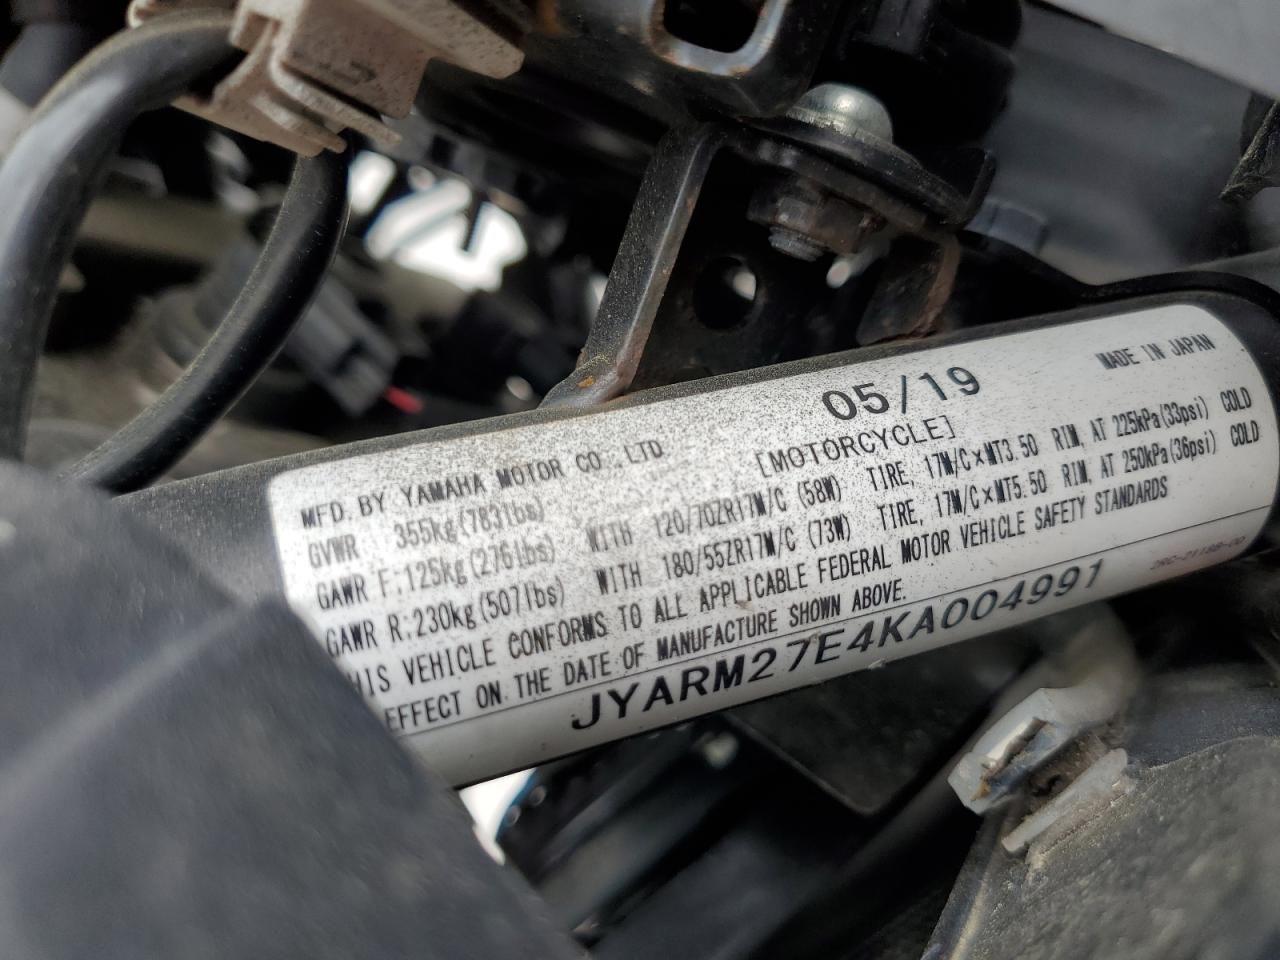 MFD. BY YAMAHA MOTOR CO., LTD 05/19 MADE IN JAPAN
GVWR 355kg(783lbs) [MOTORCYCLE]
GAWR F:125kg(276lbs) WITH 120/70ZR17M/C (58W) TIRE, 17M/C×MT3.50 RIM, AT 225kPa(33psi) COLD
GAWR R:230kg(507lbs) WITH 180/55ZR17M/C (73W) TIRE, 17M/C×MT5.50 RIM, AT 250kPa(36psi) COLD
HIS VEHICLE CONFORMS TO ALL APPLICABLE FEDERAL MOTOR VEHICLE SAFETY STANDARDS
EFFECT ON THE DATE OF MANUFACTURE SHOWN ABOVE.
JYARM27E4KA004991